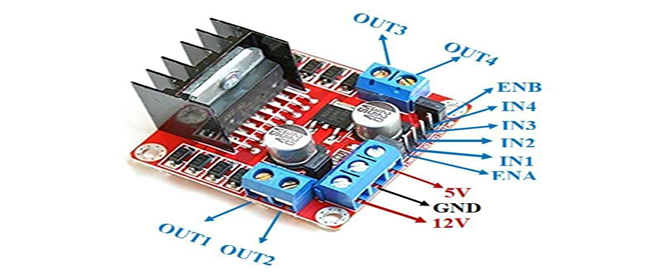 OUT3
OUT4
ENB
IN4
IN3
IN2
IN1
ENA
5V
GND
12V
OUT1 OUT2